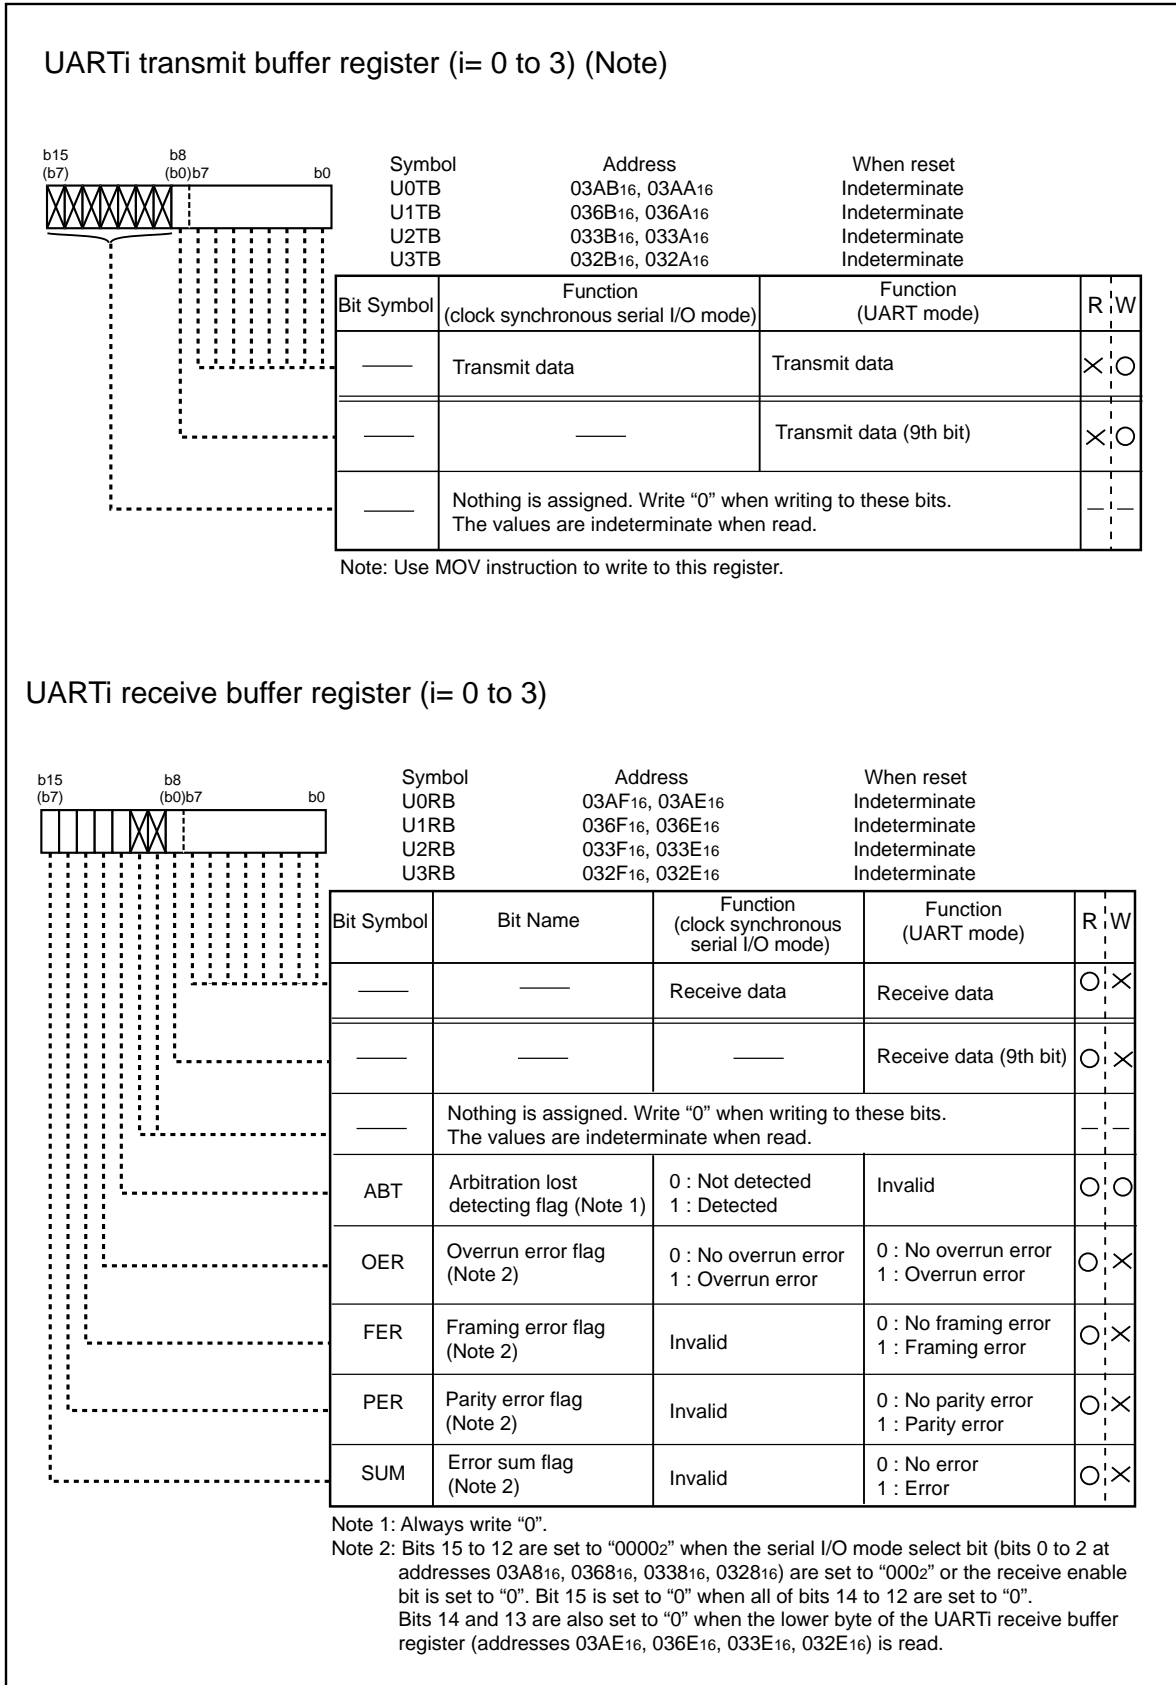 UARTi transmit buffer register (i= 0 to 3) (Note)
b15 b8
(b7) (b0)b7 b0
Symbol Address When reset
U0TB 03AB16, 03AA16 Indeterminate
U1TB 036B16, 036A16 Indeterminate
U2TB 033B16, 033A16 Indeterminate
U3TB 032B16, 032A16 Indeterminate
Bit Symbol Function (clock synchronous serial I/O mode) Function (UART mode) R W
Transmit data Transmit data
Transmit data (9th bit)
Nothing is assigned. Write “0” when writing to these bits.
The values are indeterminate when read.
Note: Use MOV instruction to write to this register.
UARTi receive buffer register (i= 0 to 3)
b15 b8
(b7) (b0)b7 b0
Symbol Address When reset
U0RB 03AF16, 03AE16 Indeterminate
U1RB 036F16, 036E16 Indeterminate
U2RB 033F16, 033E16 Indeterminate
U3RB 032F16, 032E16 Indeterminate
Bit Symbol Bit Name Function (clock synchronous serial I/O mode) Function (UART mode) R W
Receive data Receive data
Receive data (9th bit)
Nothing is assigned. Write “0” when writing to these bits.
The values are indeterminate when read.
ABT Arbitration lost detecting flag (Note 1) 0 : Not detected 1 : Detected Invalid
OER Overrun error flag (Note 2) 0 : No overrun error 1 : Overrun error 0 : No overrun error 1 : Overrun error
FER Framing error flag (Note 2) Invalid 0 : No framing error 1 : Framing error
PER Parity error flag (Note 2) Invalid 0 : No parity error 1 : Parity error
SUM Error sum flag (Note 2) Invalid 0 : No error 1 : Error
Note 1: Always write “0”.
Note 2: Bits 15 to 12 are set to “00002” when the serial I/O mode select bit (bits 0 to 2 at
addresses 03A816, 036816, 033816, 032816) are set to “0002” or the receive enable
bit is set to “0”. Bit 15 is set to “0” when all of bits 14 to 12 are set to “0”.
Bits 14 and 13 are also set to “0” when the lower byte of the UARTi receive buffer
register (addresses 03AE16, 036E16, 033E16, 032E16) is read.